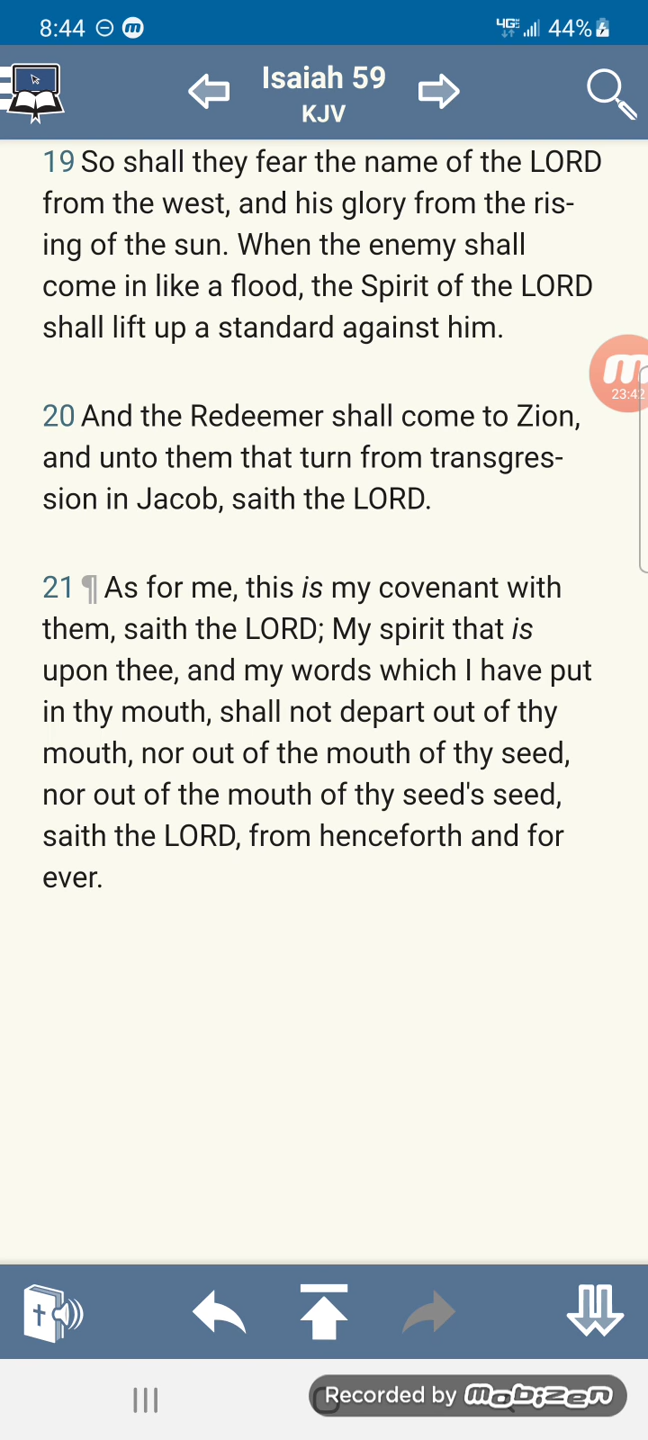 8:44 m 4GE 44%
Isaiah 59
KJV
19 So shall they fear the name of the LORD
from the west, and his glory from the ris-
ing of the sun. When the enemy shall
come in like a flood, the Spirit of the LORD
shall lift up a standard against him.
m
23:42
20 And the Redeemer shall come to Zion,
and unto them that turn from transgres-
sion in Jacob, saith the LORD.
21 ¶ As for me, this is my covenant with
them, saith the LORD; My spirit that is
upon thee, and my words which I have put
in thy mouth, shall not depart out of thy
mouth, nor out of the mouth of thy seed,
nor out of the mouth of thy seed's seed,
saith the LORD, from henceforth and for
ever.
Recorded by mobizen